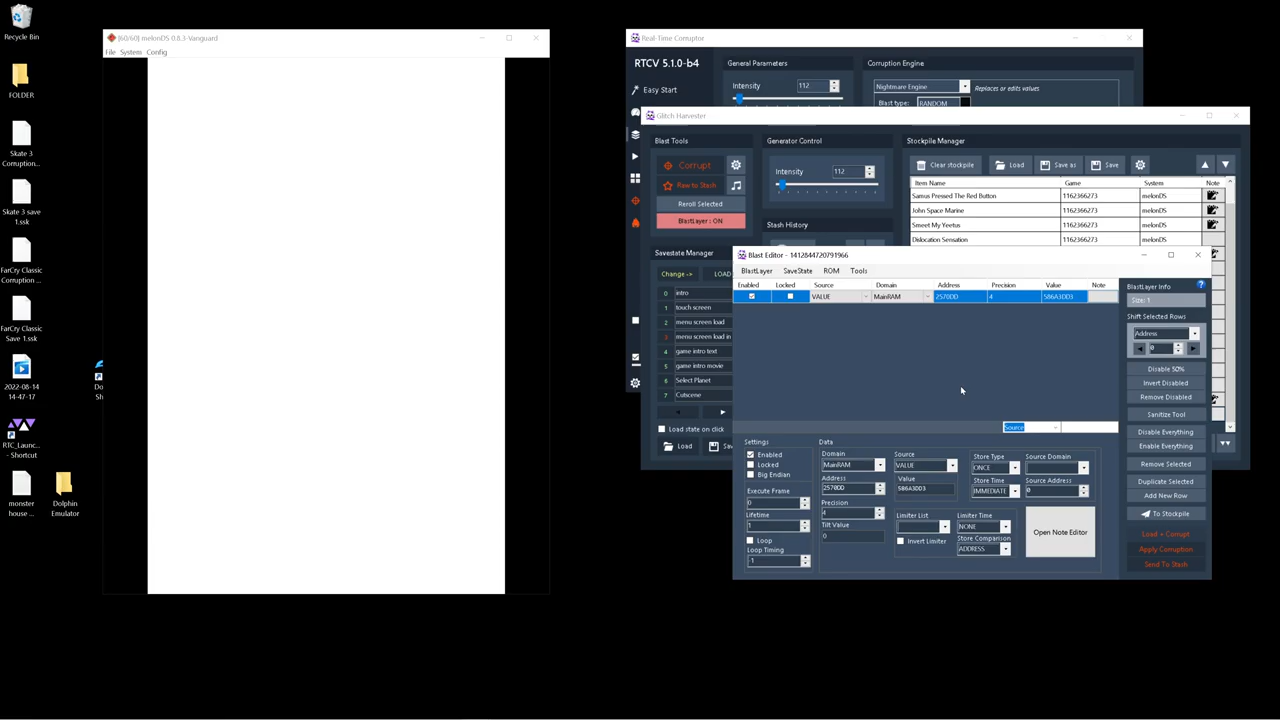 Recycle Bin
FOLDER
Skate 3
Corruption...
Skate 3 save
1.ssk
FarCry Classic
Corruption ...
FarCry Classic
Save 1.ssk
2022-08-14
14-47-17
RTC_Launc...
- Shortcut
monster
house ...
Dolphin
Emulator
[60/60] melonDS 0.8.3-Vanguard
File System Config
Real-Time Corruptor
RTCV 5.1.0-b4
Easy Start
General Parameters
Intensity 112
Corruption Engine
Nightmare Engine Replaces or edits values
Blast type: RANDOM
Glitch Harvester
Blast Tools
Corrupt
Raw to Stash
Reroll Selected
BlastLayer : ON
Generator Control
Intensity 112
Stash History
Stockpile Manager
Clear stockpile Load Save as Save
Item Name Game System Note
Samus Pressed The Red Button 1162366273 melonDS
John Space Marine 1162366273 melonDS
Smeet My Yeetus 1162366273 melonDS
Dislocation Sensation 1162366273 melonDS
Savestate Manager
Change -> LOAD
0 intro
1 touch screen
2 menu screen load
3 menu screen load in
4 game intro text
5 game intro movie
6 Select Planet
7 Cutscene
Load state on click
Load
Blast Editor - 1412844720791966
BlastLayer SaveState ROM Tools
Enabled Locked Source Domain Address Precision Value Note
VALUE MainRAM 2570DD 4 586A3DD3
Source
BlastLayer Info ?
Size: 1
Shift Selected Rows
Address
0
Disable 50%
Invert Disabled
Remove Disabled
Sanitize Tool
Disable Everything
Enable Everything
Remove Selected
Duplicate Selected
Add New Row
To Stockpile
Load + Corrupt
Apply Corruption
Send To Stash
Settings
Enabled
Locked
Big Endian
Execute Frame
0
Lifetime
1
Loop
Loop Timing
-1
Data
Domain
MainRAM
Address
2570DD
Precision
4
Tilt Value
0
Source
VALUE
Value
586A3DD3
Limiter List
Invert Limiter
Store Type
ONCE
Store Time
IMMEDIATE
Limiter Time
NONE
Store Comparison
ADDRESS
Source Domain
Source Address
0
Open Note Editor